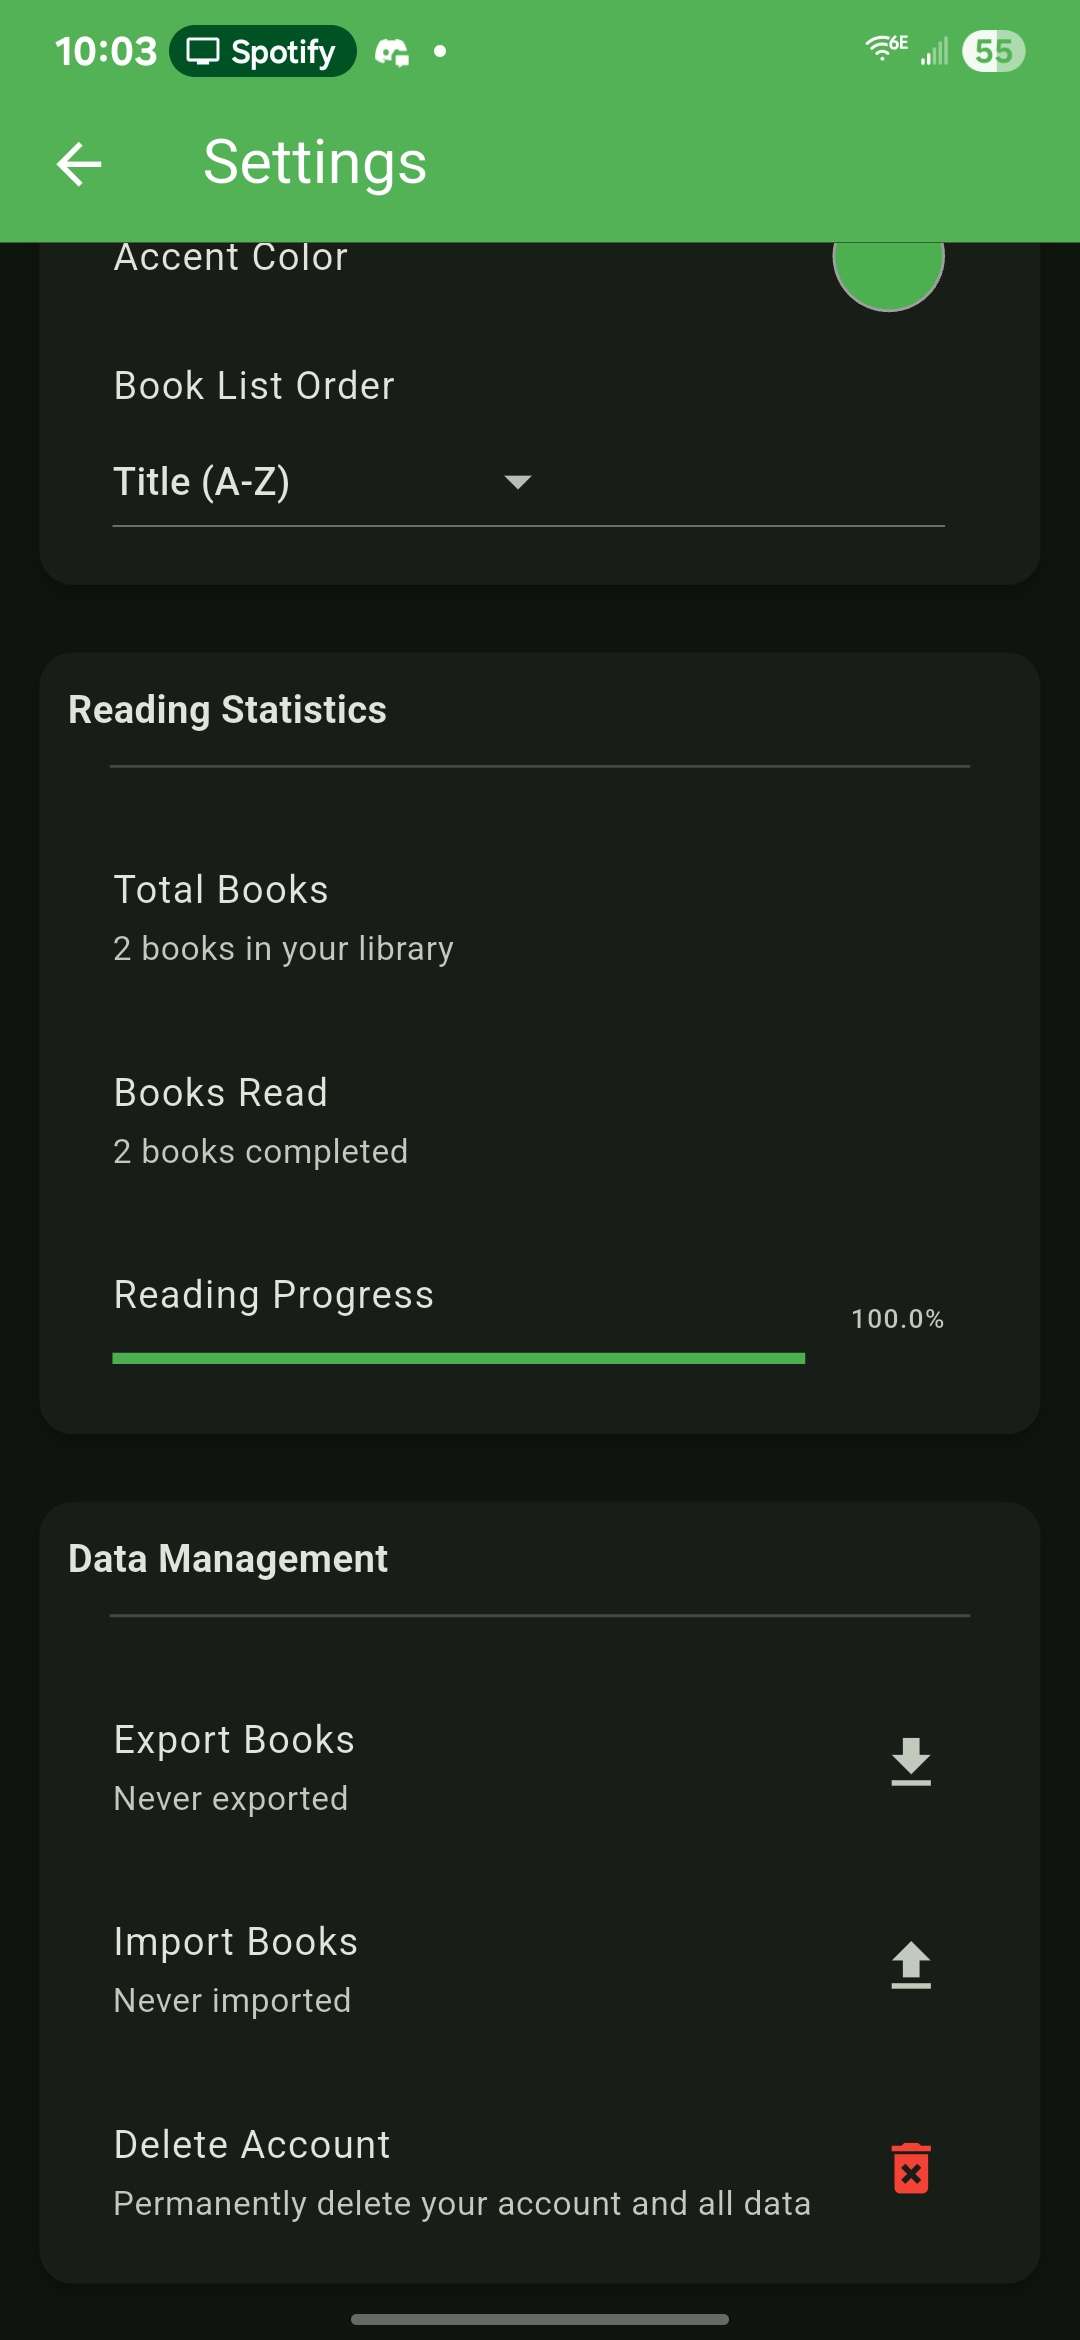 10:03 Spotify 6E 55
Settings
Accent Color
Book List Order
Title (A-Z)
Reading Statistics
Total Books
2 books in your library
Books Read
2 books completed
Reading Progress
100.0%
Data Management
Export Books
Never exported
Import Books
Never imported
Delete Account
Permanently delete your account and all data